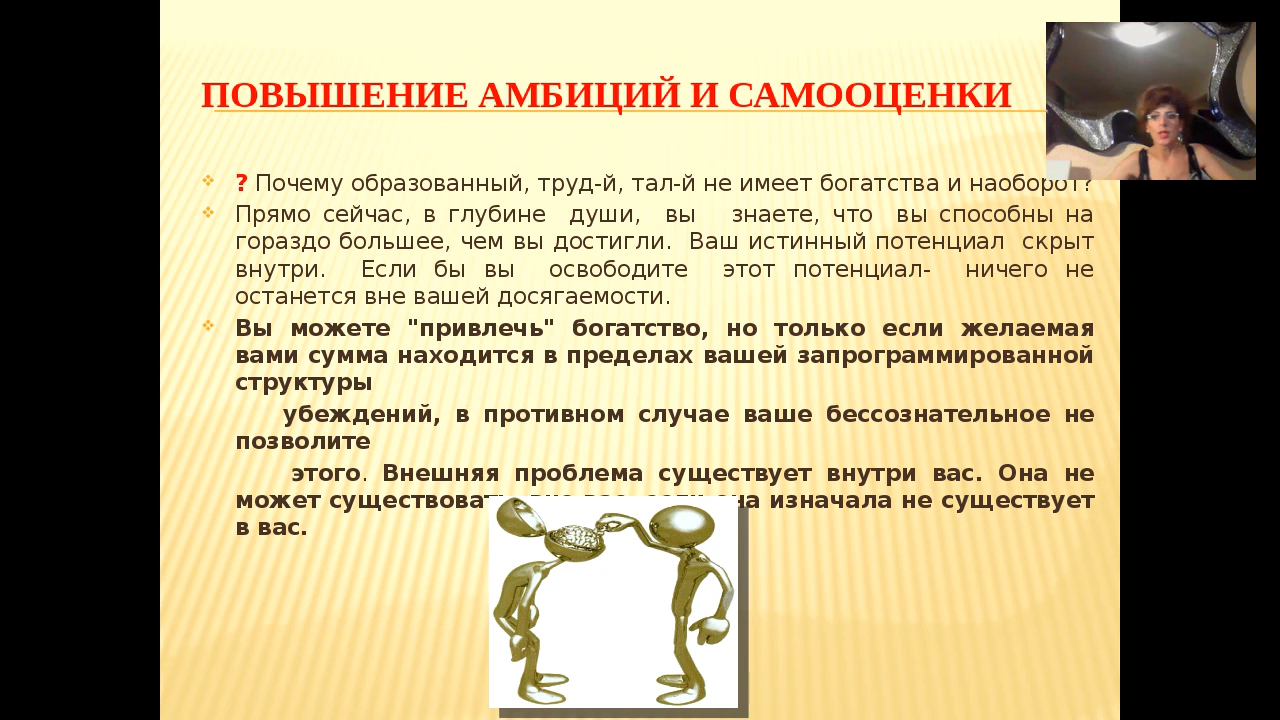 ПОВЫШЕНИЕ АМБИЦИЙ И САМООЦЕНКИ
? Почему образованный, труд-й, тал-й не имеет богатства и наоборот?
Прямо сейчас, в глубине души, вы знаете, что вы способны на
гораздо большее, чем вы достигли. Ваш истинный потенциал скрыт
внутри. Если бы вы освободите этот потенциал- ничего не
останется вне вашей досягаемости.
Вы можете "привлечь" богатство, но только если желаемая
вами сумма находится в пределах вашей запрограммированной
структуры
убеждений, в противном случае ваше бессознательное не
позволите
этого. Внешняя проблема существует внутри вас. Она не
может существовать вне вас, если она изначала не существует
в вас.